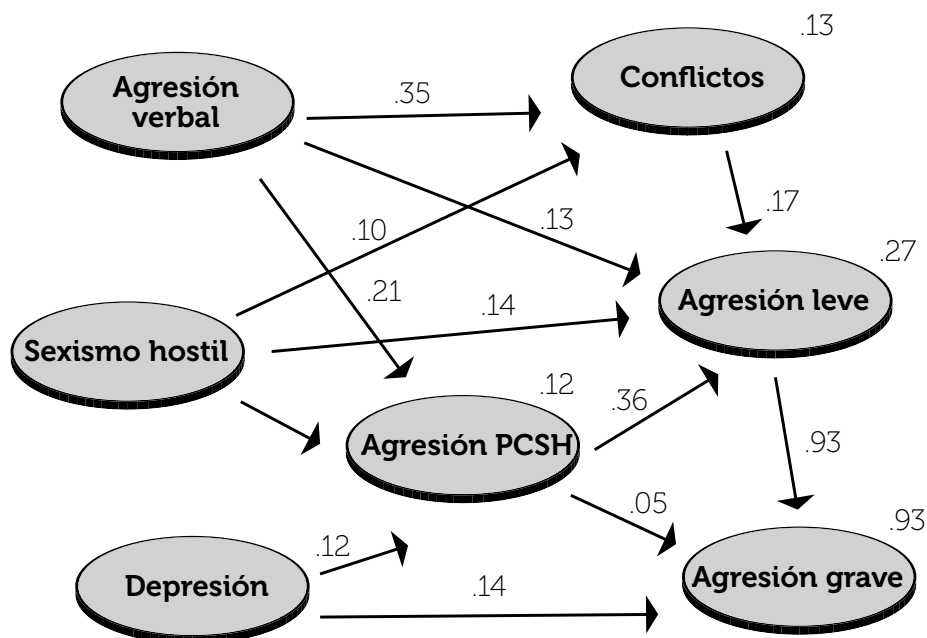 .13
Agresión
verbal
Conflictos
.35
.10
.13
.17
.27
.21
.14
Agresión leve
Sexismo hostil
.12
.36
Agresión PCSH
.93
.05
.93
.12
Depresión
.14
Agresión grave